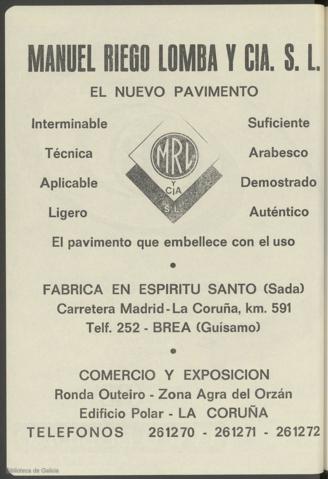 MANUEL RIEGO LOMBA Y CIA. S. L.
EL NUEVO PAVIMENTO
Interminable Suficiente
Técnica Arabesco
Aplicable Demostrado
Ligero Auténtico
MRL
Y
CIA
S.L.
El pavimento que embellece con el uso
•
FABRICA EN ESPIRITU SANTO (Sada)
Carretera Madrid-La Coruña, km. 591
Telf. 252 - BREA (Guísamo)
•
COMERCIO Y EXPOSICION
Ronda Outeiro - Zona Agra del Orzán
Edificio Polar - LA CORUÑA
TELEFONOS 261270 - 261271 - 261272
Biblioteca de Galicia